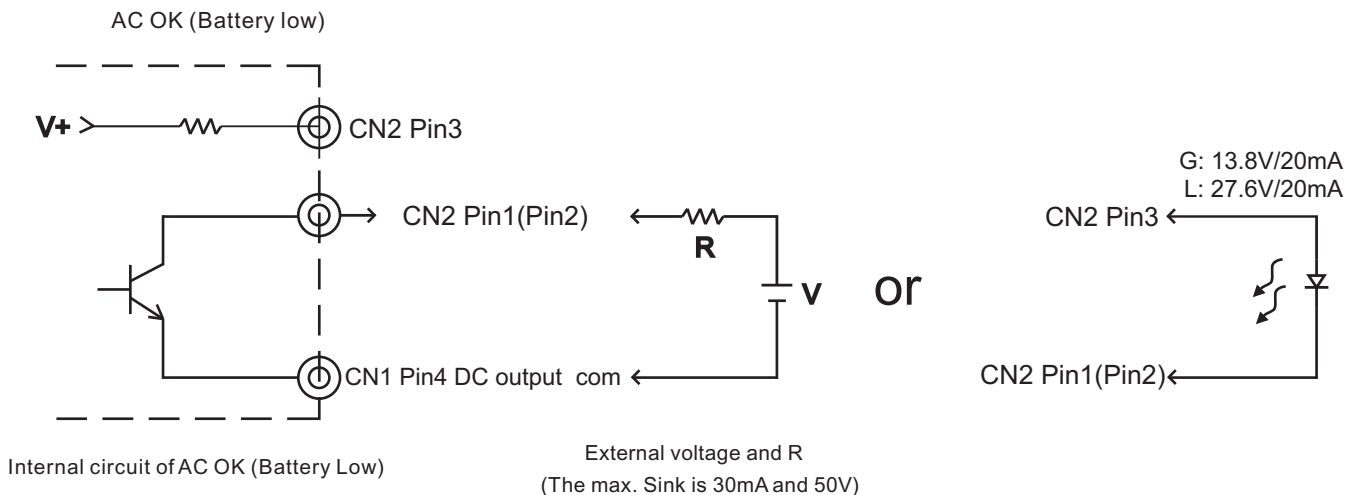 AC OK (Battery low)
V+
CN2 Pin3
CN2 Pin1(Pin2)
R
V
CN1 Pin4 DC output com
or
G: 13.8V/20mA
L: 27.6V/20mA
CN2 Pin3
CN2 Pin1(Pin2)
Internal circuit of AC OK (Battery Low)
External voltage and R
(The max. Sink is 30mA and 50V)